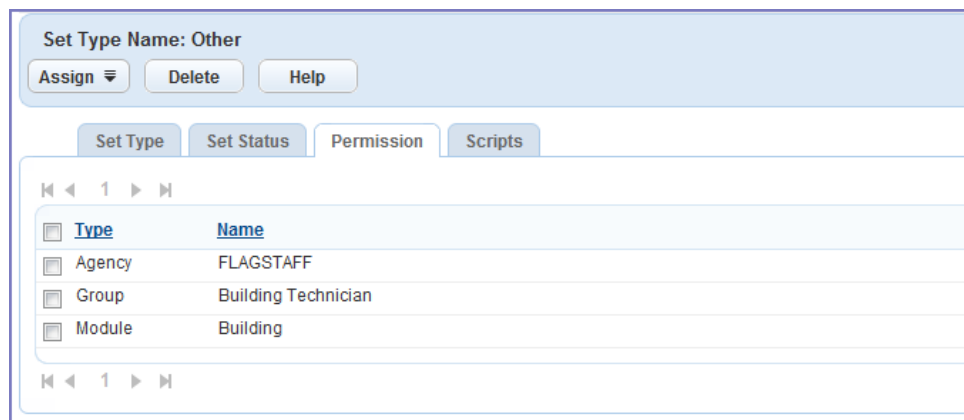 Set Type Name: Other
Assign Delete Help
Set Type Set Status Permission Scripts
1
Type Name
Agency FLAGSTAFF
Group Building Technician
Module Building
1